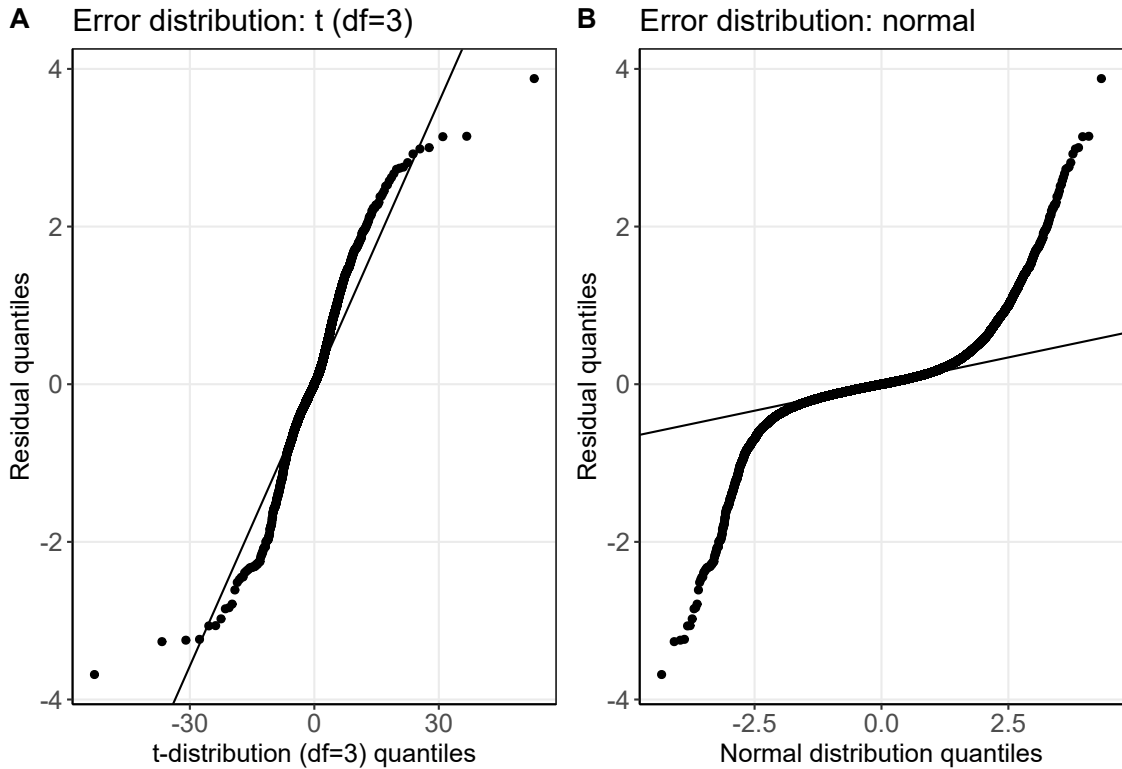 A Error distribution: t (df=3)
Residual quantiles
4
2
0
-2
-4
-30 0 30
t-distribution (df=3) quantiles
B Error distribution: normal
Residual quantiles
4
2
0
-2
-4
-2.5 0.0 2.5
Normal distribution quantiles